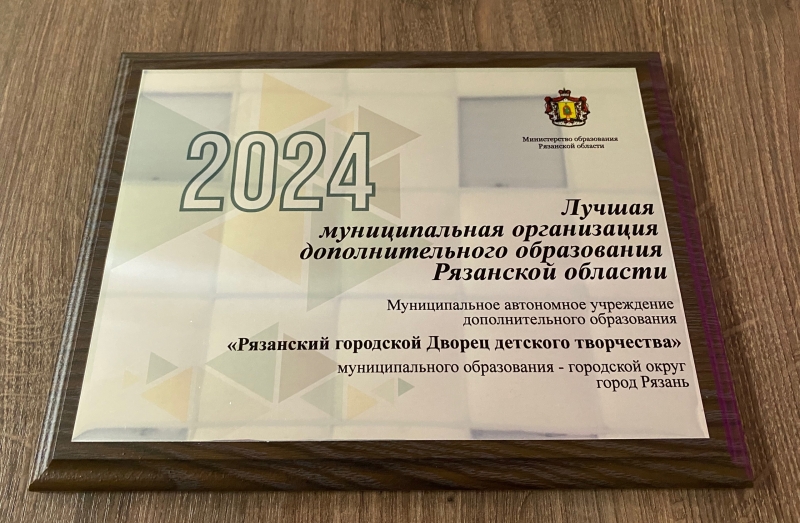 Министерство образования
Рязанской области
2024
Лучшая
муниципальная организация
дополнительного образования
Рязанской области
Муниципальное автономное учреждение
дополнительного образования
«Рязанский городской Дворец детского творчества»
муниципального образования - городской округ
город Рязань